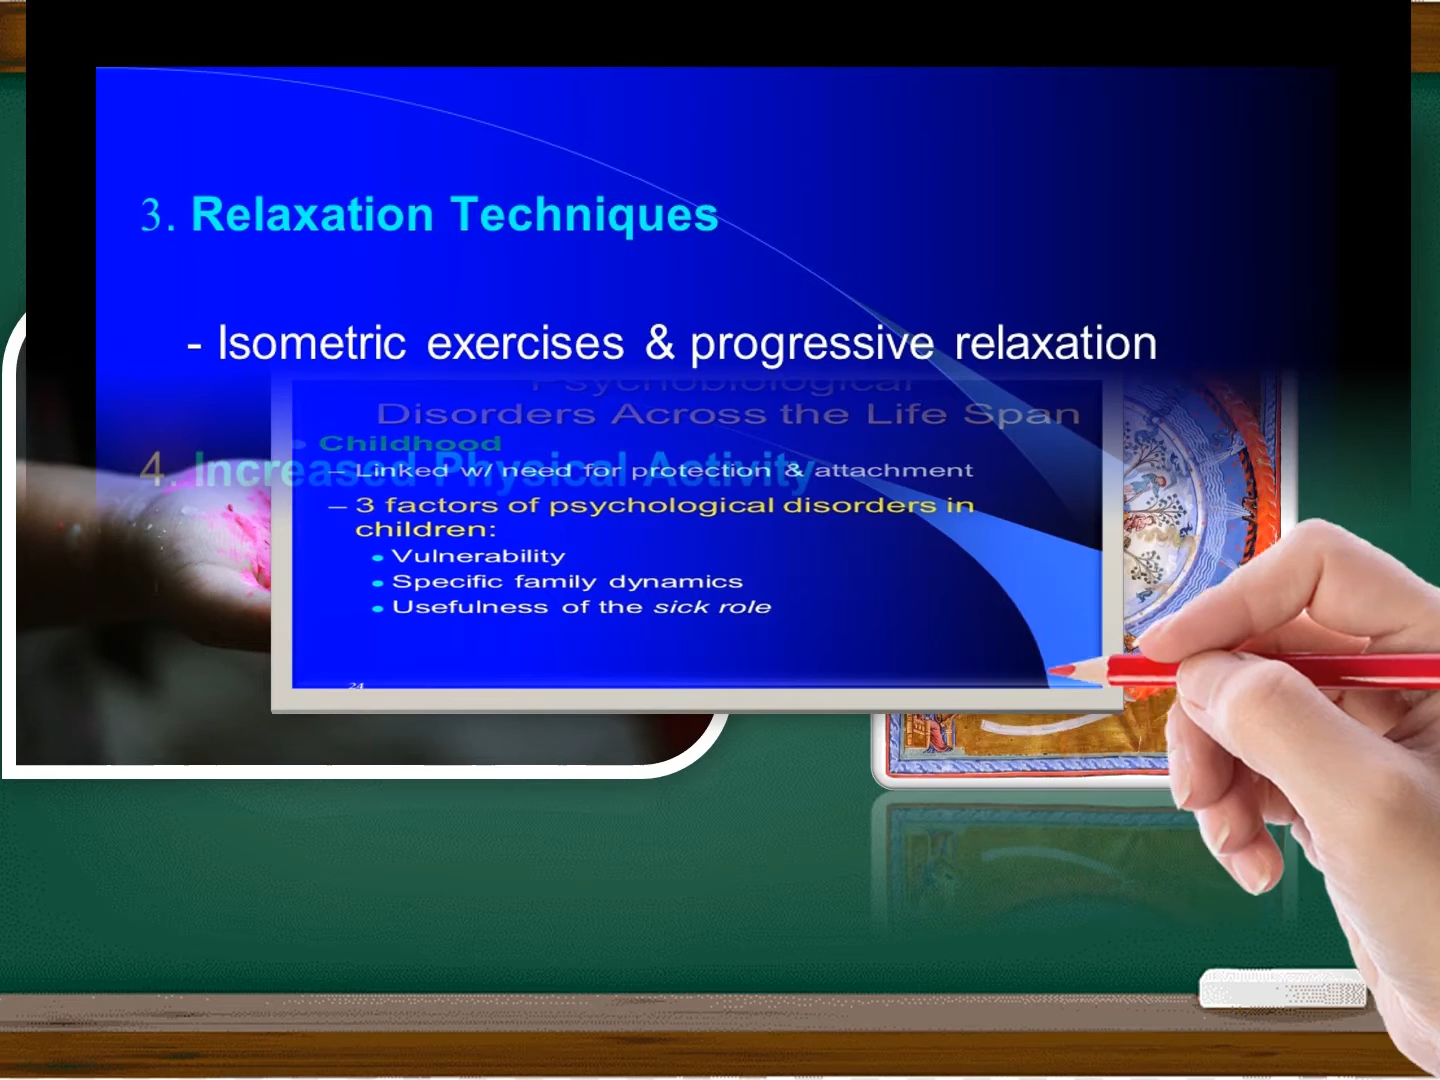 3. Relaxation Techniques
- Isometric exercises & progressive relaxation
4. Increased Physical Activity
Psychobiological
Disorders Across the Life Span
Childhood
– Linked w/ need for protection & attachment
– 3 factors of psychological disorders in
children:
• Vulnerability
• Specific family dynamics
• Usefulness of the sick role
24